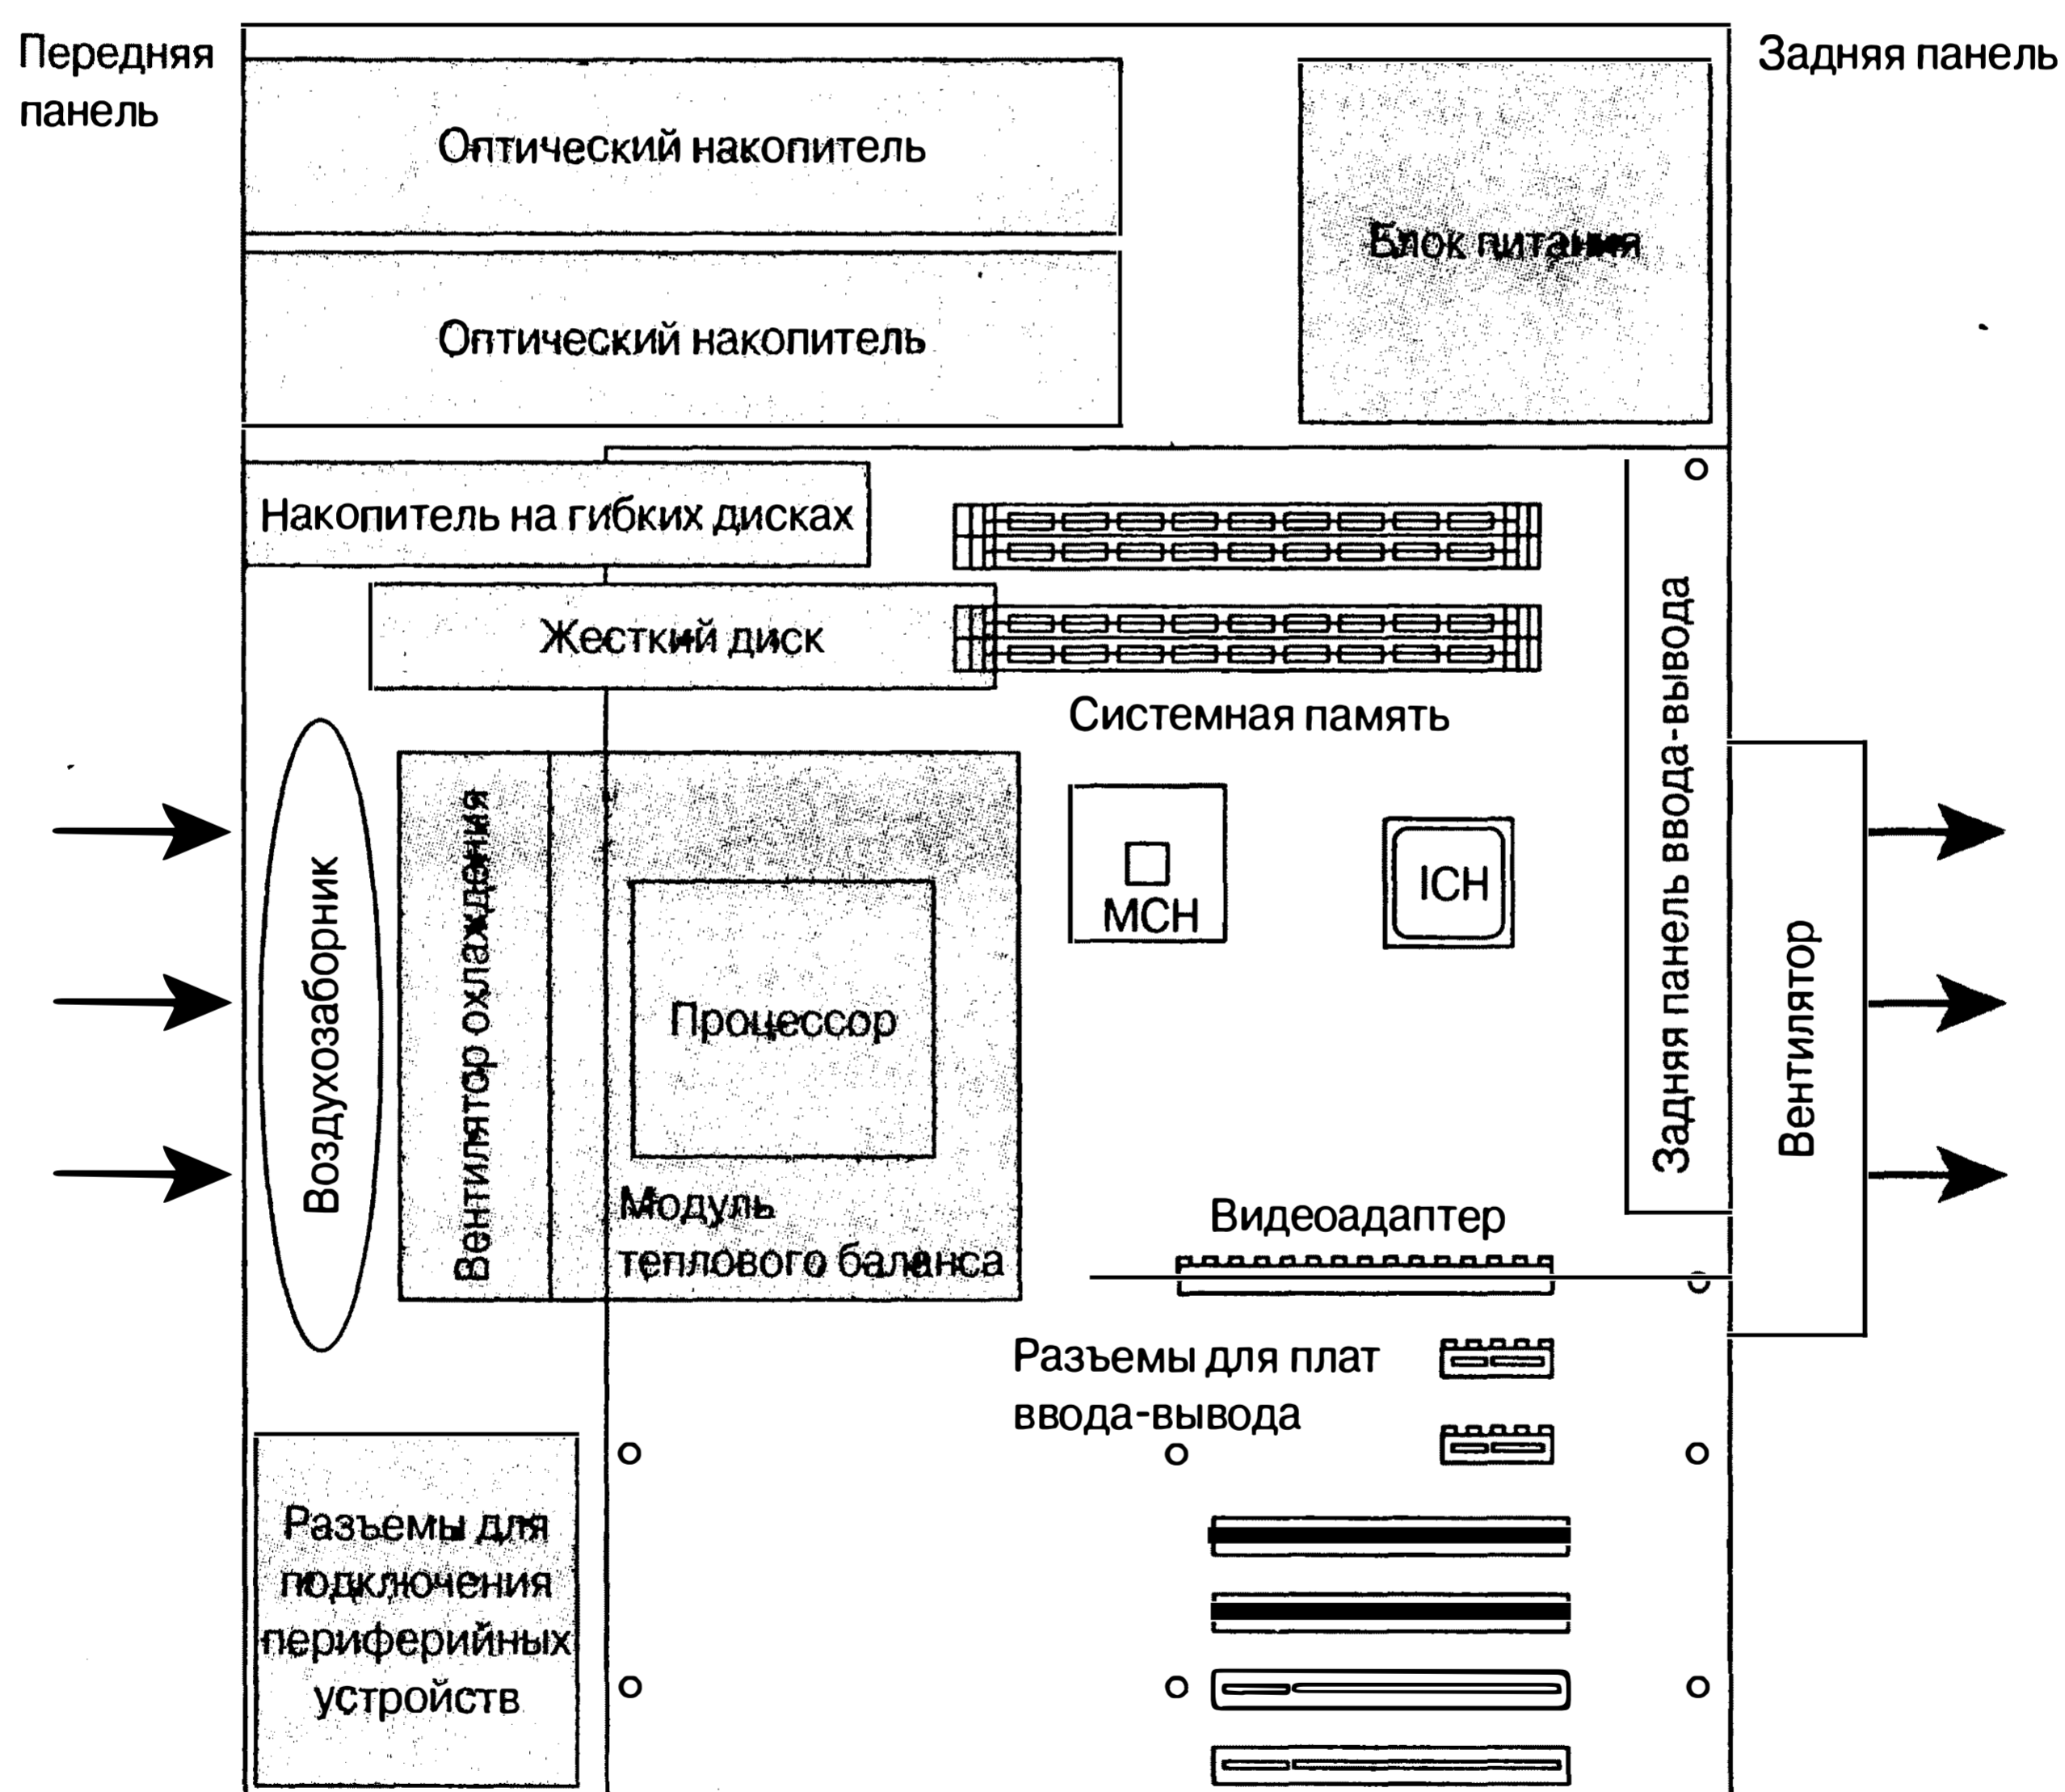 Передняя
панель
Задняя панель
Оптический накопитель
Блок питания
Оптический накопитель
Накопитель на гибких дисках
Жесткий диск
Системная память
Задняя панель ввода-вывода
Воздухозаборник
Вентилятор охлаждения
MCH
ICH
Процессор
Вентилятор
Модуль
теплового баланса
Видеоадаптер
Разъемы для плат
ввода-вывода
Разъемы для
подключения
периферийных
устройств